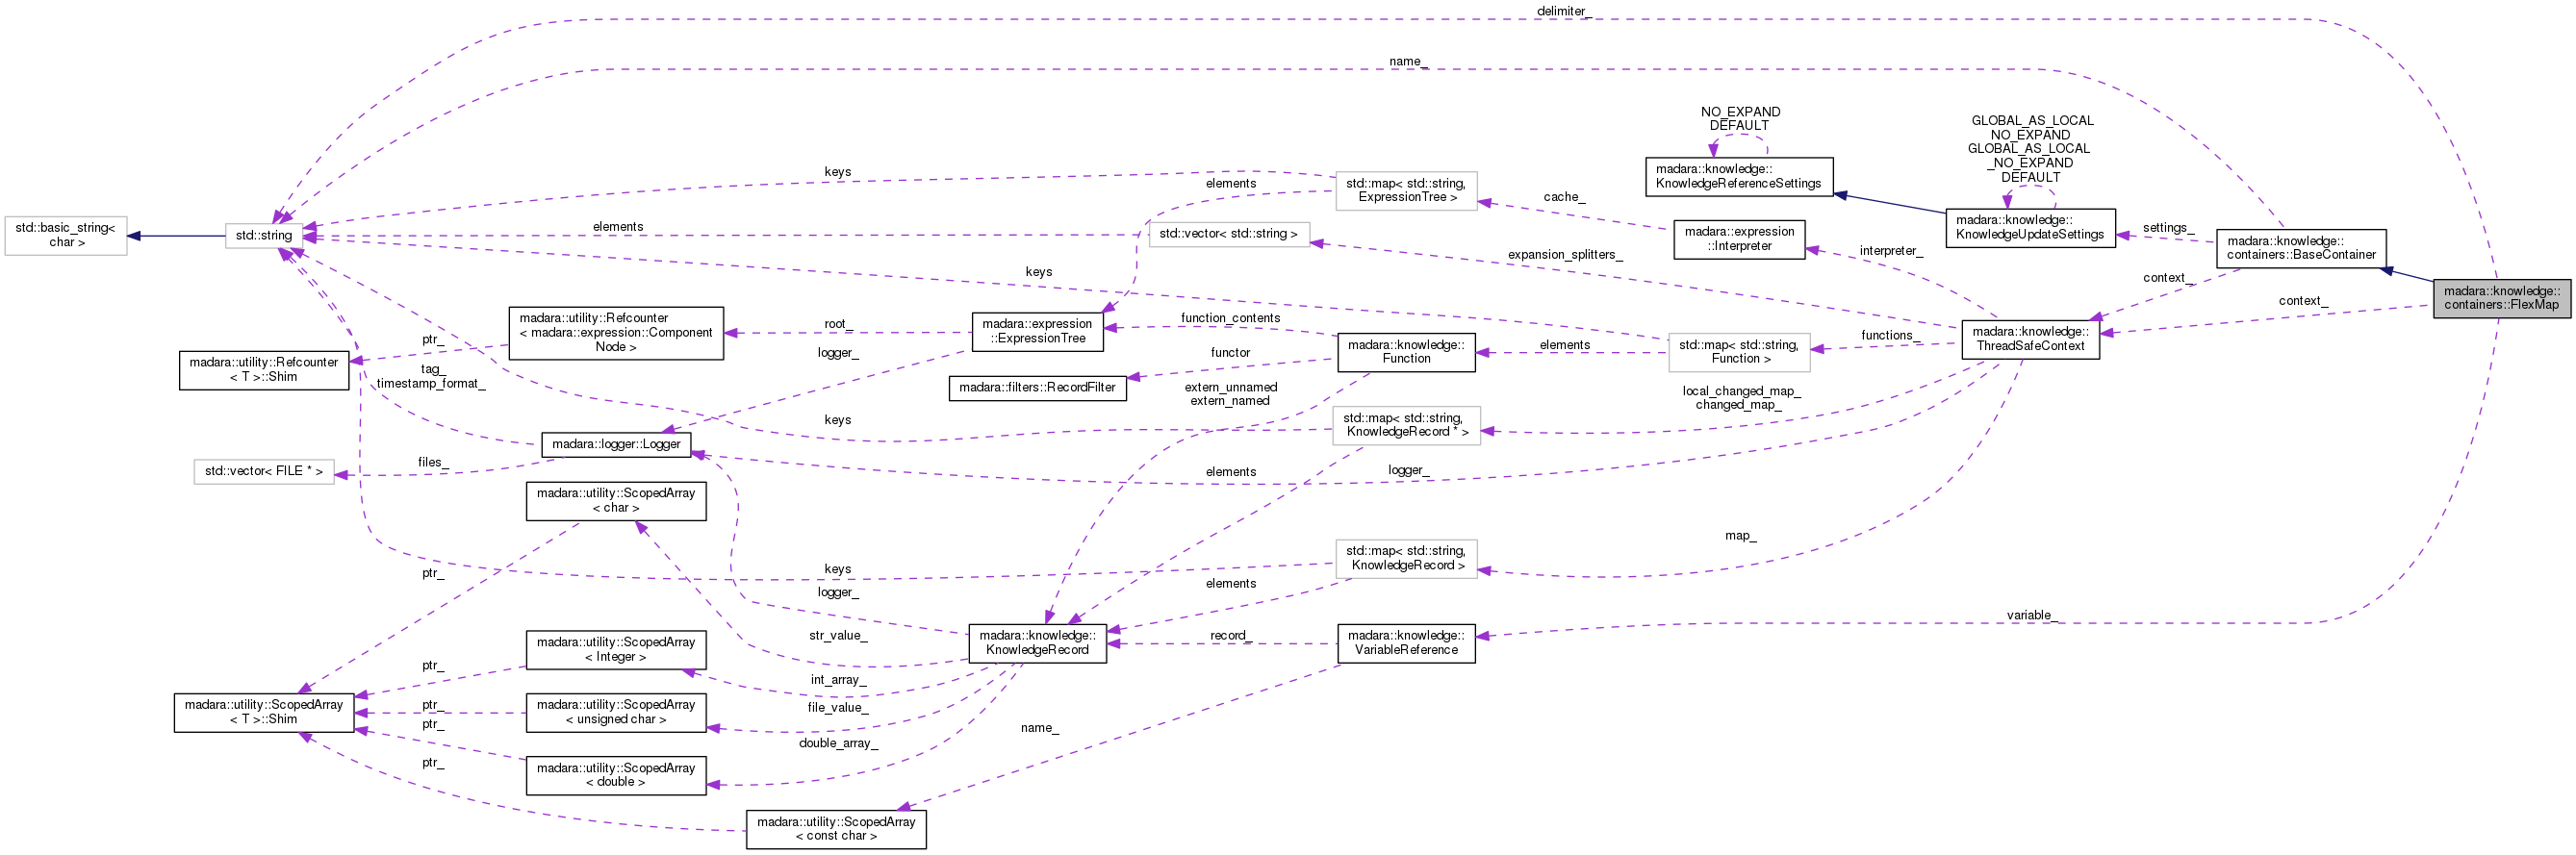 delimiter_
name_
NO_EXPAND
DEFAULT
GLOBAL_AS_LOCAL
NO_EXPAND
GLOBAL_AS_LOCAL
_NO_EXPAND
DEFAULT
keys
elements
std::map< std::string,
ExpressionTree >
madara::knowledge::
KnowledgeReferenceSettings
cache_
std::basic_string<
char >
std::string
elements
std::vector< std::string >
madara::expression
::Interpreter
madara::knowledge::
KnowledgeUpdateSettings
settings_
madara::knowledge::
containers::BaseContainer
expansion_splitters_
interpreter_
keys
context_
context_
madara::knowledge::
containers::FlexMap
madara::utility::Refcounter
< madara::expression::Component
Node >
root_
madara::expression
::ExpressionTree
function_contents
madara::knowledge::
ThreadSafeContext
functions_
std::map< std::string,
Function >
elements
madara::knowledge::
Function
functor
ptr_
logger_
madara::utility::Refcounter
< T >::Shim
tag_
timestamp_format_
madara::filters::RecordFilter
extern_unnamed
extern_named
local_changed_map_
changed_map_
keys
std::map< std::string,
KnowledgeRecord * >
madara::logger::Logger
std::vector< FILE * >
files_
elements
logger_
madara::utility::ScopedArray
< char >
map_
std::map< std::string,
KnowledgeRecord >
ptr_
keys
logger_
elements
variable_
str_value_
madara::knowledge::
KnowledgeRecord
record_
madara::knowledge::
VariableReference
madara::utility::ScopedArray
< Integer >
ptr_
int_array_
madara::utility::ScopedArray
< T >::Shim
ptr_
madara::utility::ScopedArray
< unsigned char >
file_value_
ptr_
double_array_
name_
ptr_
madara::utility::ScopedArray
< double >
madara::utility::ScopedArray
< const char >